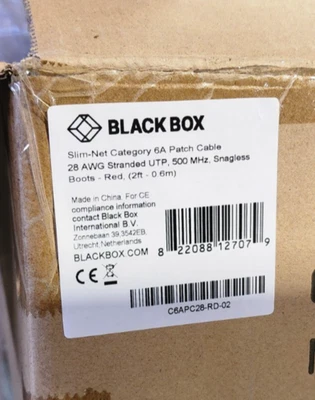 BLACK BOX
Slim-Net Category 6A Patch Cable
28 AWG Stranded UTP, 500 MHz, Snagless
Boots - Red, (2ft - 0.6m)
Made in China. For CE
compliance information
contact Black Box
International B.V.
Zonnebaan 39,3542EB,
Utrecht,Netherlands
BLACKBOX.COM
8 22088 12707 9
CE
C6APC28-RD-02